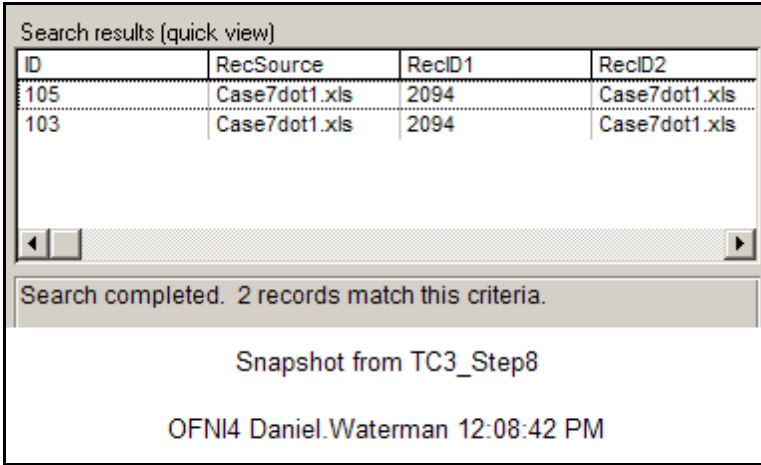 Search results (quick view)
ID RecSource RecID1 RecID2
105 Case7dot1.xls 2094 Case7dot1.xls
103 Case7dot1.xls 2094 Case7dot1.xls
Search completed.  2 records match this criteria.
Snapshot from TC3_Step8
OFNI4 Daniel.Waterman 12:08:42 PM